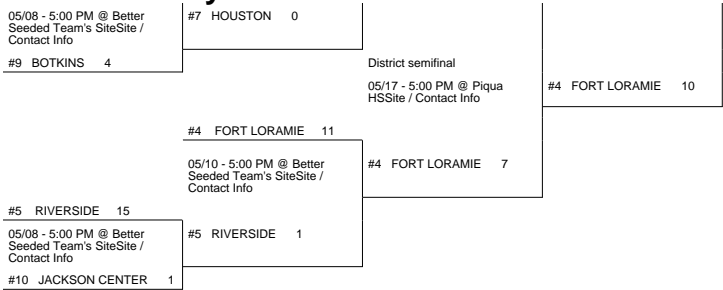 05/08 - 5:00 PM @ Better
Seeded Team's SiteSite /
Contact Info
#7 HOUSTON 0
#9 BOTKINS 4
District semifinal
05/17 - 5:00 PM @ Piqua
HSSite / Contact Info
#4 FORT LORAMIE 10
#4 FORT LORAMIE 11
05/10 - 5:00 PM @ Better
Seeded Team's SiteSite /
Contact Info
#4 FORT LORAMIE 7
#5 RIVERSIDE 15
05/08 - 5:00 PM @ Better
Seeded Team's SiteSite /
Contact Info
#5 RIVERSIDE 1
#10 JACKSON CENTER 1